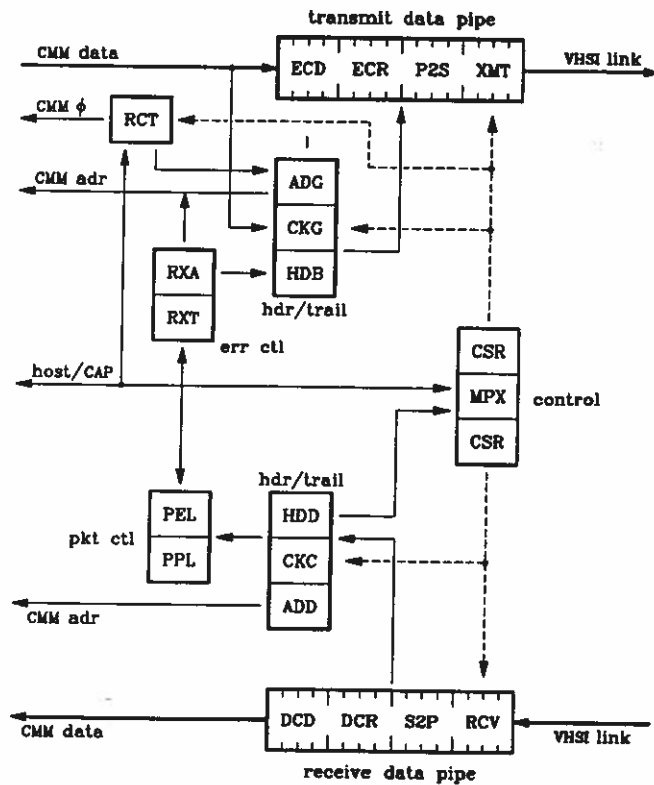 transmit data pipe
CMM data
ECD ECR P2S XMT
VHSI link
CMM ϕ
RCT
CMM adr
ADG
CKG
RXA
HDB
RXT
hdr/trail
err ctl
CSR
host/CAP
MPX
control
CSR
hdr/trail
PEL
HDD
pkt ctl
PPL
CKC
ADD
CMM adr
DCD DCR S2P RCV
CMM data
VHSI link
receive data pipe